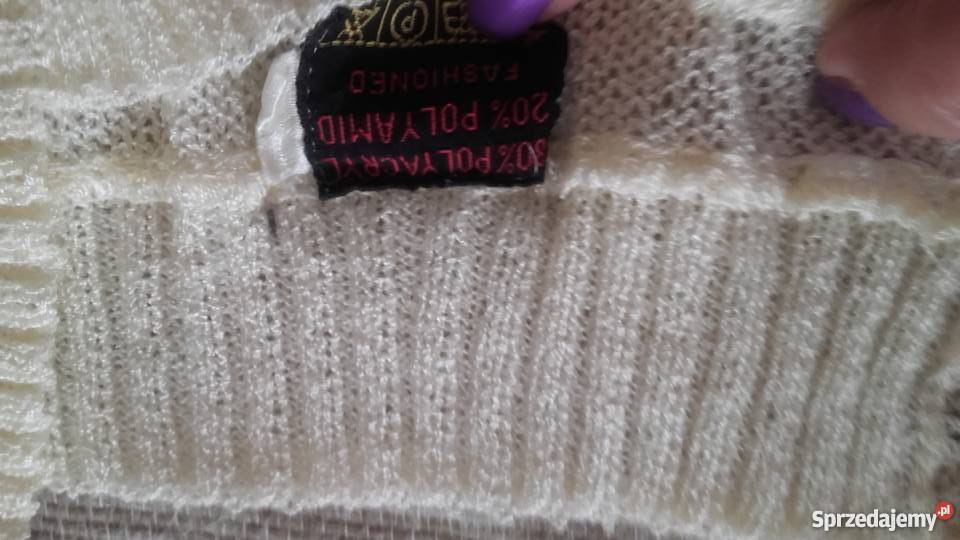 80% POLYACRYL
20% POLYAMID
FASHIONED
P
Sprzedajemy.pl